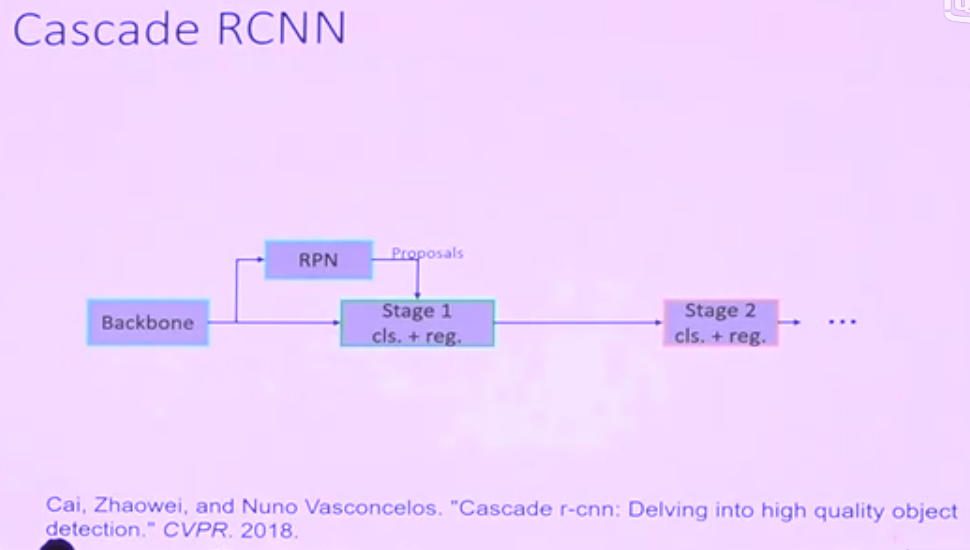 Cascade RCNN
RPN
Proposals
Backbone
Stage 1
cls. + reg.
Stage 2
cls. + reg.
...
Cai, Zhaowei, and Nuno Vasconcelos. "Cascade r-cnn: Delving into high quality object
detection." CVPR. 2018.